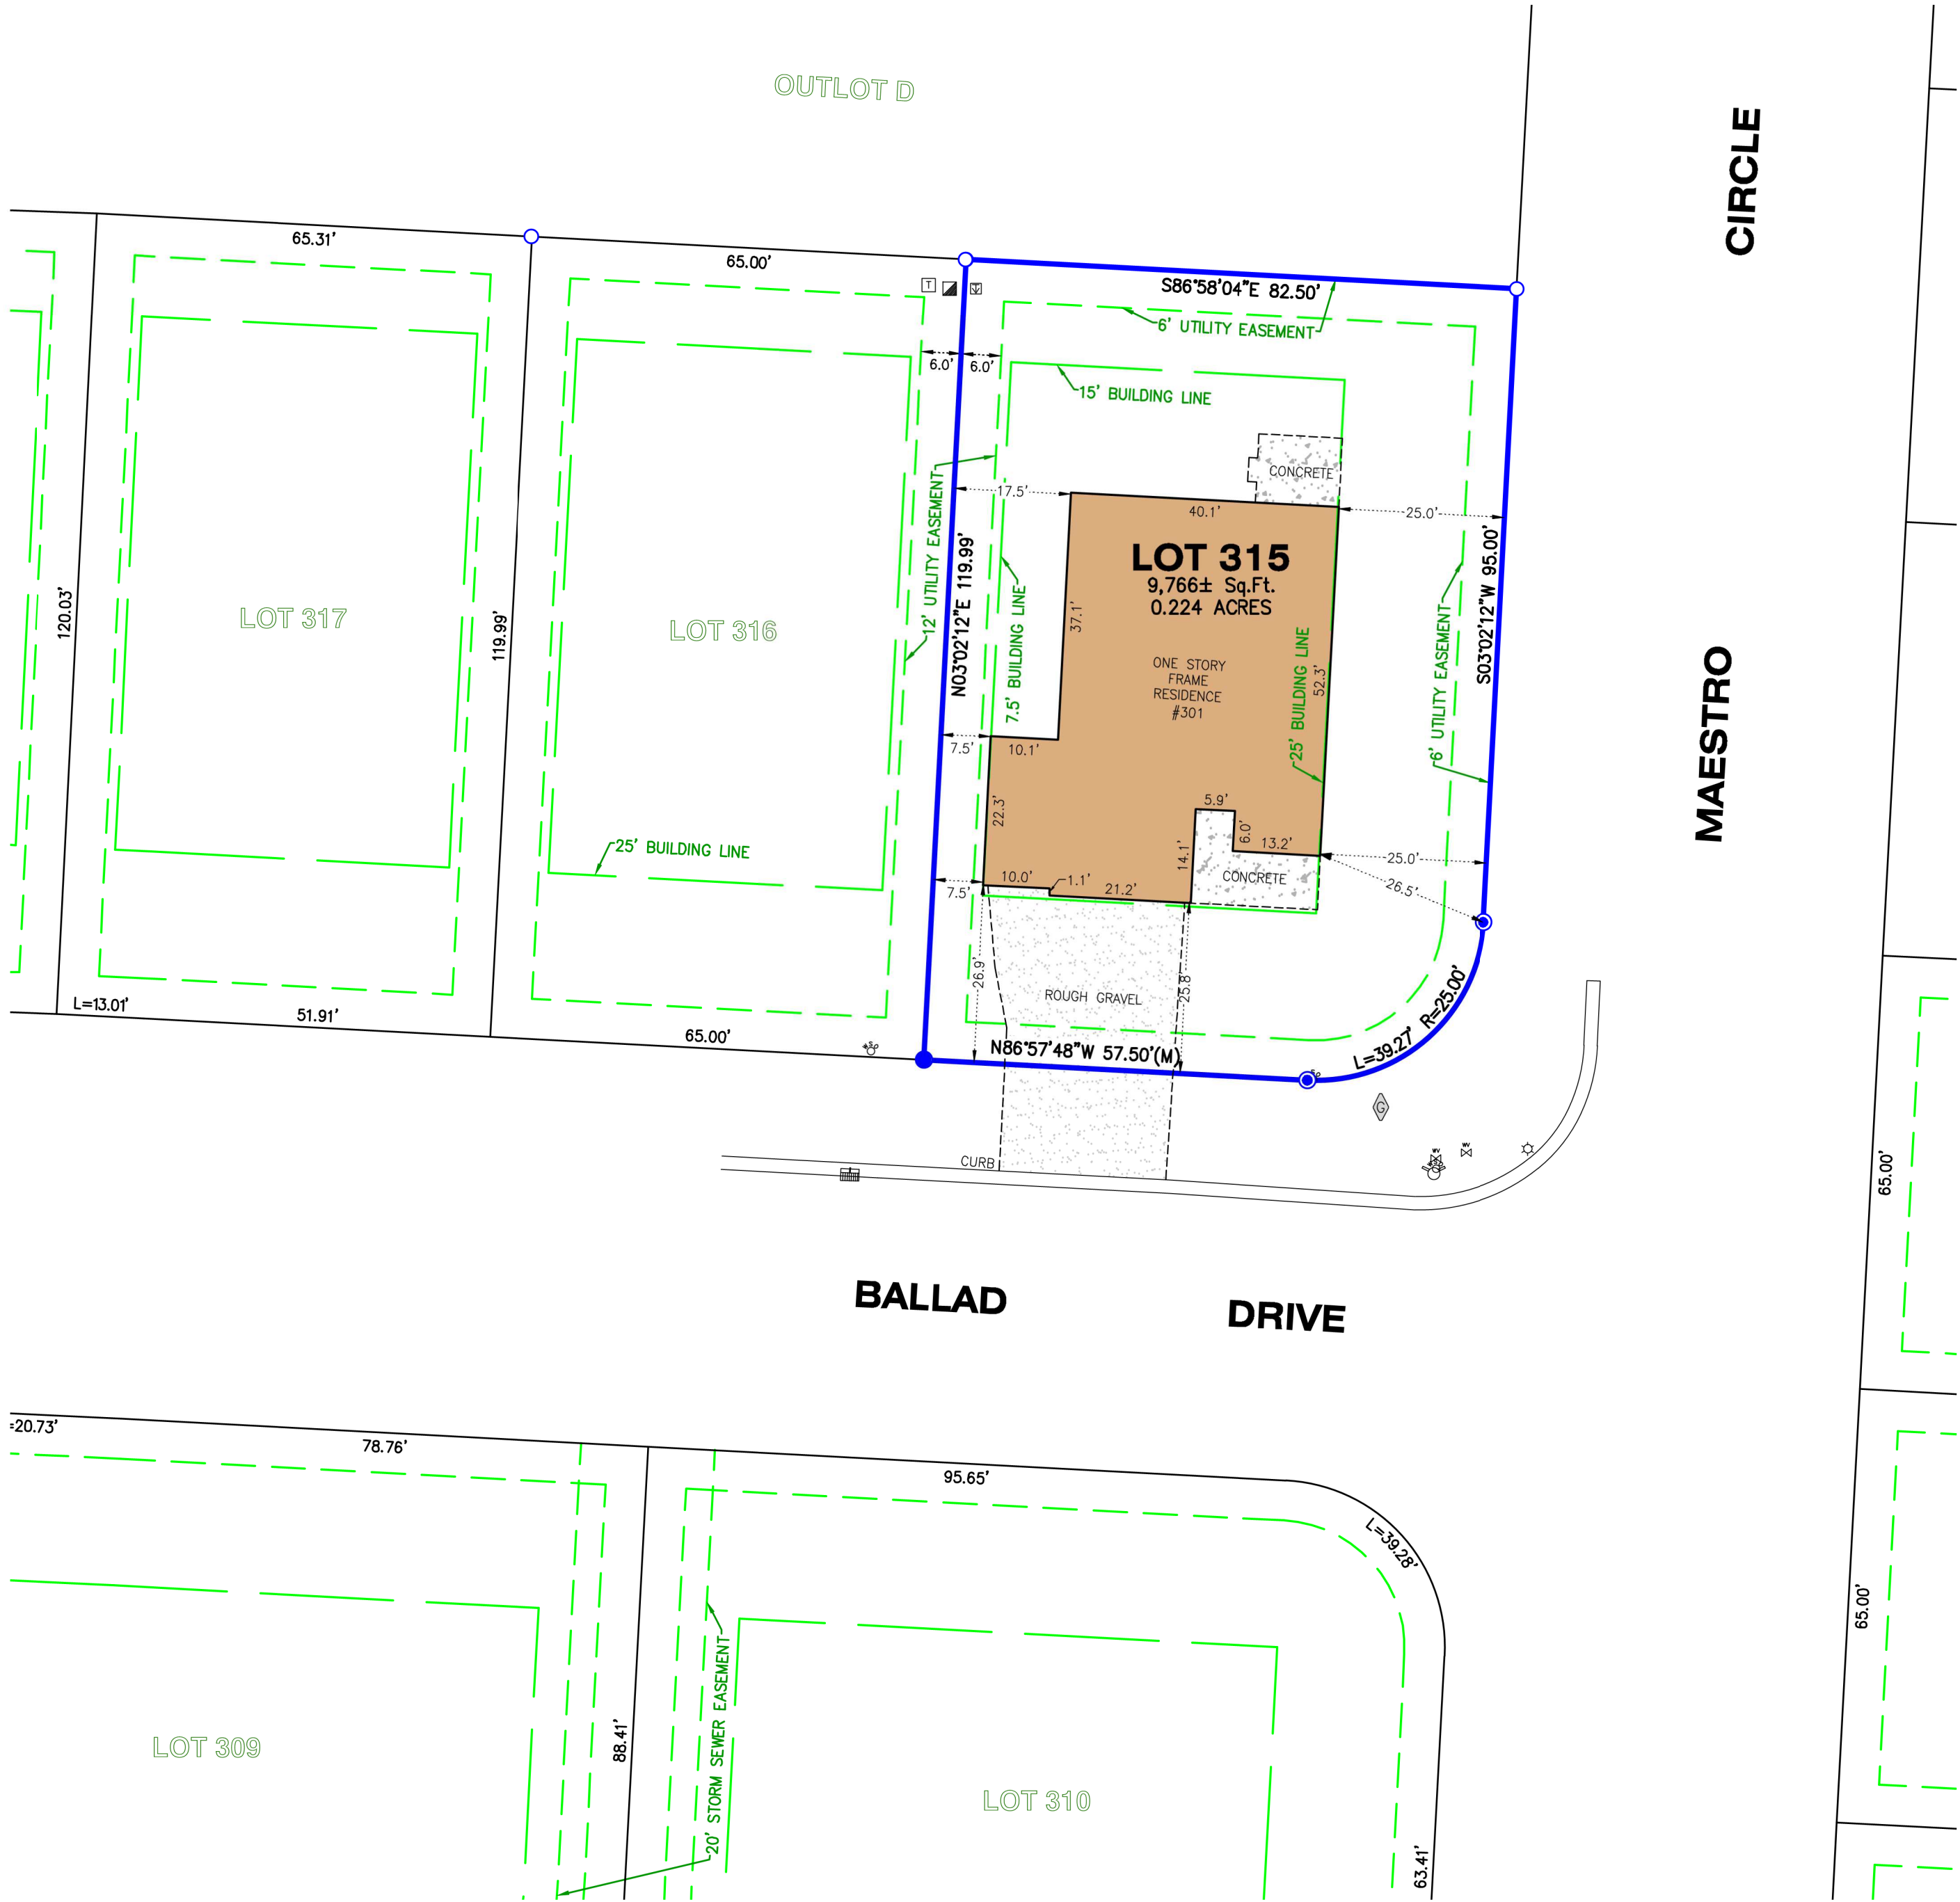 OUTLOT D
CIRCLE
65.31'
65.00'
S86°58'04"E 82.50'
T
6' UTILITY EASEMENT
6.0'
6.0'
15' BUILDING LINE
CONCRETE
17.5'
40.1'
25.0'
LOT 315
9,766± Sq.Ft.
0.224 ACRES
12' UTILITY EASEMENT
N03°02'12"E 119.99'
7.5' BUILDING LINE
37.1'
S03°02'12"W 95.00'
120.03'
LOT 317
119.99'
LOT 316
ONE STORY
FRAME
RESIDENCE
#301
25' BUILDING LINE
52.3'
6' UTILITY EASEMENT
MAESTRO
7.5'
10.1'
22.3'
5.9'
6.0'
13.2'
14.1'
25' BUILDING LINE
25.0'
CONCRETE
10.0'
1.1'
21.2'
7.5'
26.5'
26.9'
25.8'
ROUGH GRAVEL
L=13.01'
51.91'
65.00'
N86°57'48"W 57.50'(M)
L=39.27' R=25.00'
G
WV
WV
CURB
65.00'
BALLAD DRIVE
=20.73'
78.76'
95.65'
L=39.28'
65.00'
20' STORM SEWER EASEMENT
88.41'
LOT 309
LOT 310
63.41'